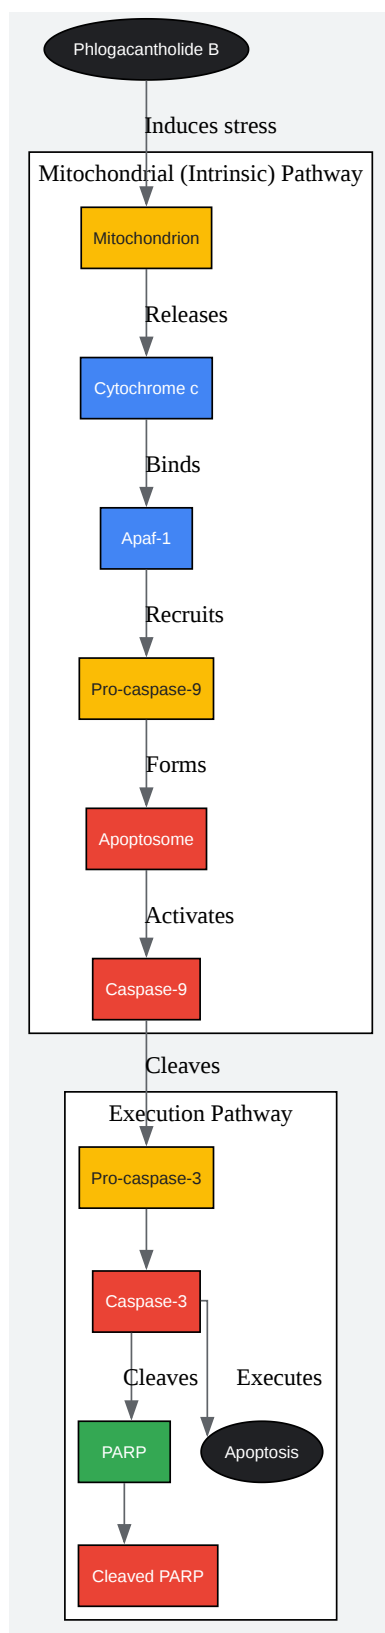 Phlogacantholide B
Induces stress
Mitochondrial (Intrinsic) Pathway
Mitochondrion
Releases
Cytochrome c
Binds
Apaf-1
Recruits
Pro-caspase-9
Forms
Apoptosome
Activates
Caspase-9
Cleaves
Execution Pathway
Pro-caspase-3
Caspase-3
Cleaves
Executes
PARP
Apoptosis
Cleaved PARP